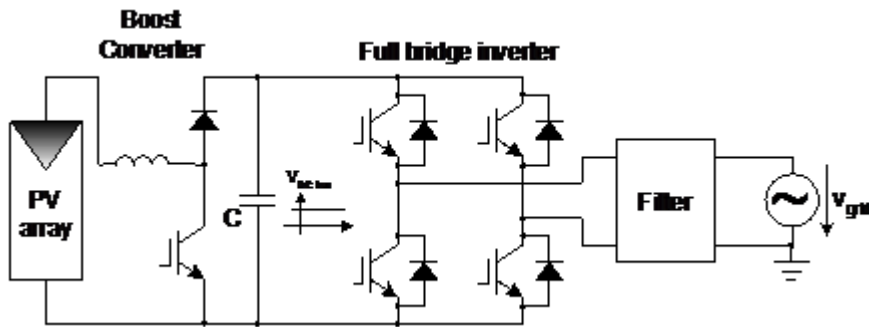 Boost
Converter
Full bridge inverter
PV
array
C
Filter